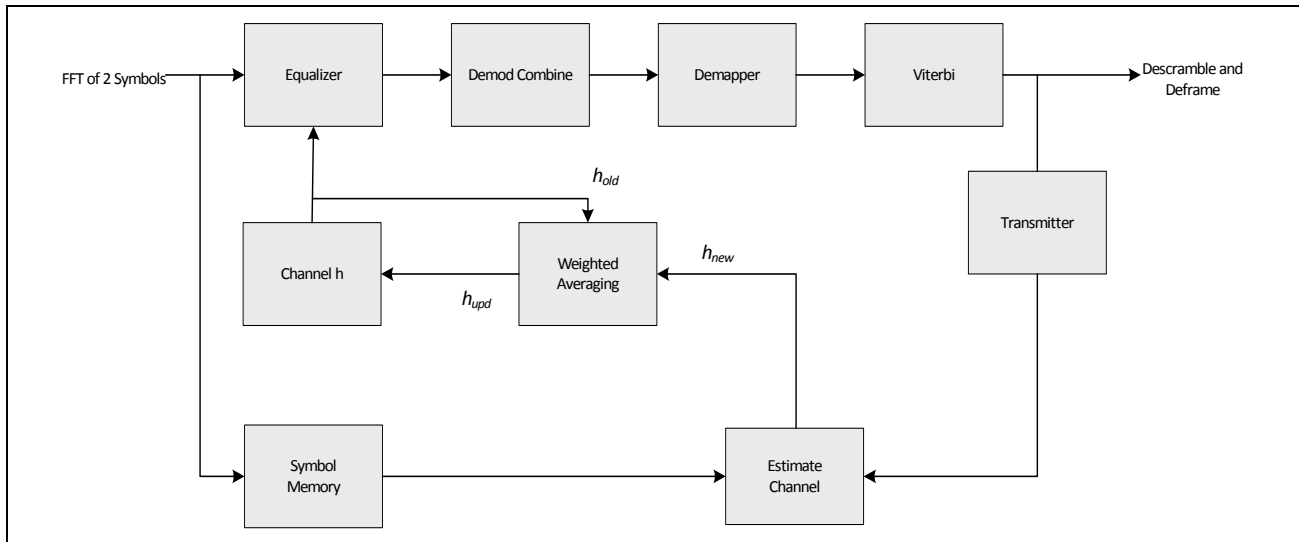 FFT of 2 Symbols
Equalizer
Demod Combine
Demapper
Viterbi
Descramble and
Deframe
h_old
Transmitter
Channel h
Weighted
Averaging
h_new
h_upd
Symbol
Memory
Estimate
Channel